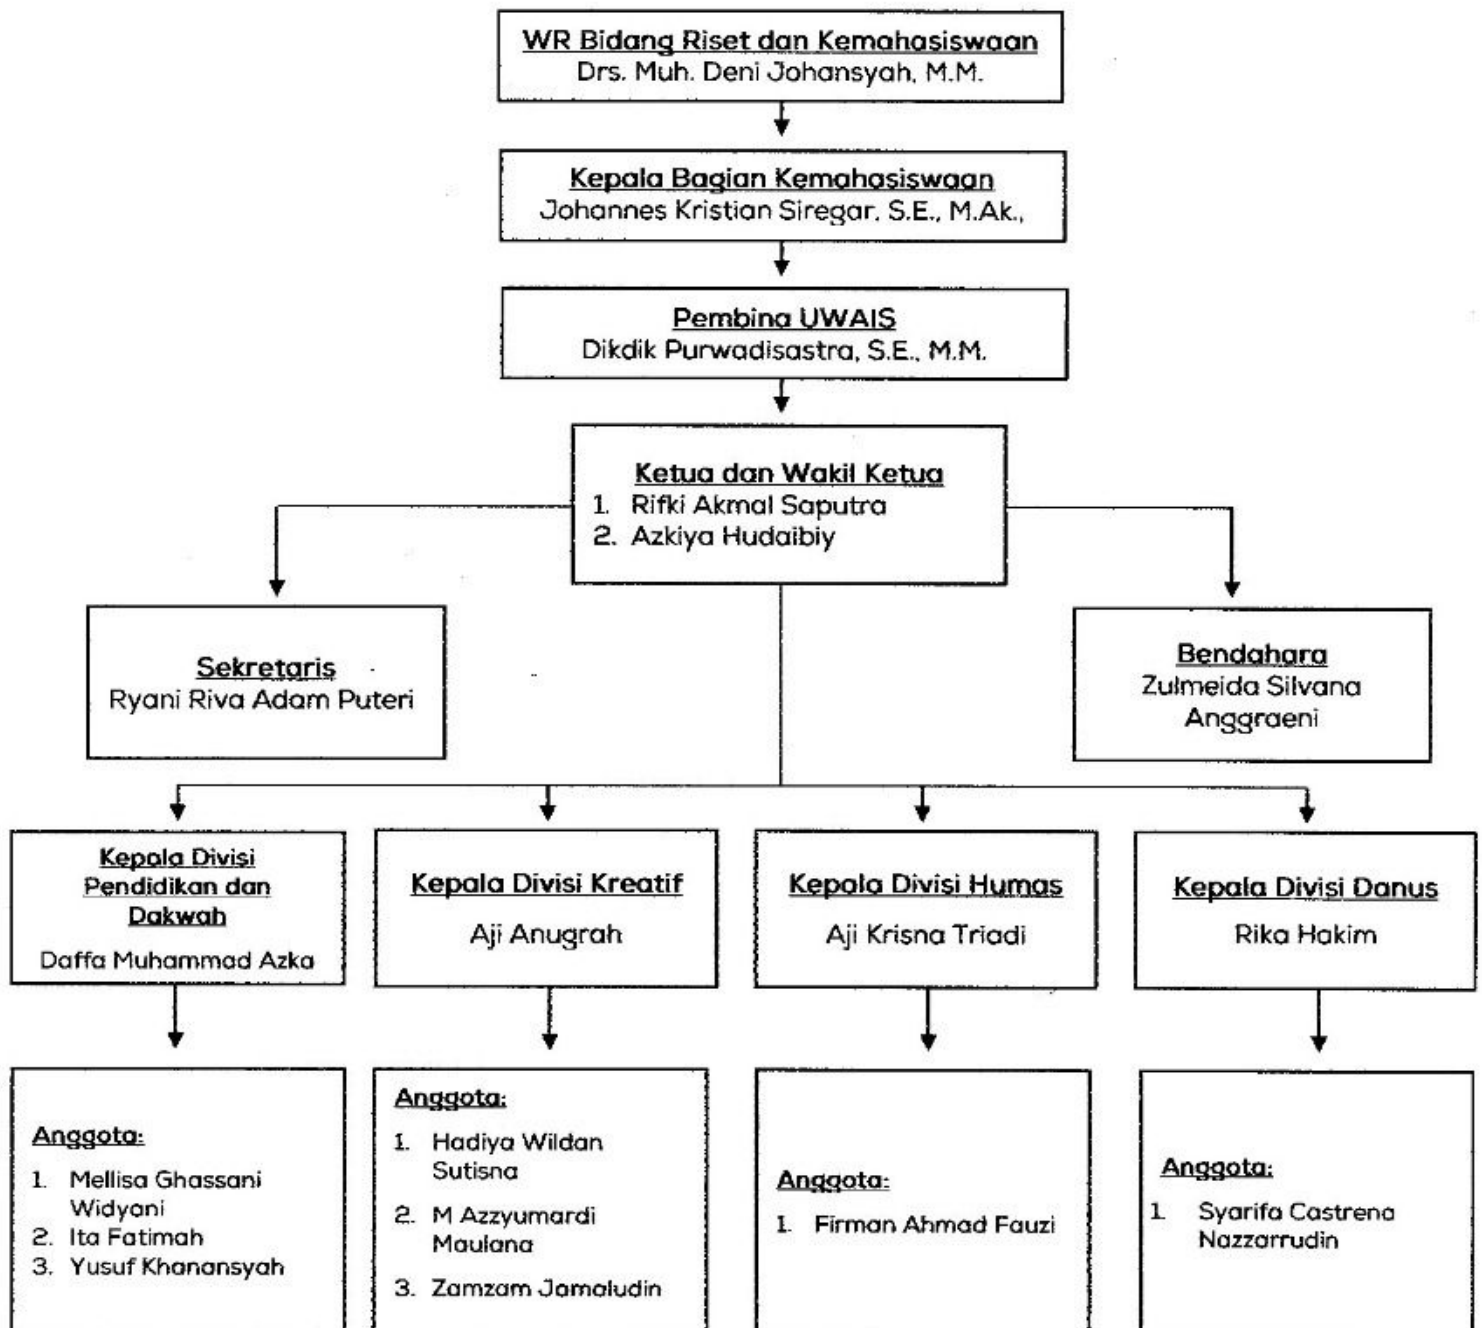 WR Bidang Riset dan Kemahasiswaan
Drs. Muh. Deni Johansyah, M.M.
Kepala Bagian Kemahasiswaan
Johannes Kristian Siregar, S.E., M.Ak.,
Pembina UWAIS
Dikdik Purwadisastra, S.E., M.M.
Ketua dan Wakil Ketua
1. Rifki Akmal Saputra
2. Azkiya Hudaibiy
Sekretaris
Ryani Riva Adam Puteri
Bendahara
Zulmeida Silvana
Anggraeni
Kepala Divisi
Pendidikan dan
Dakwah
Daffa Muhammad Azka
Kepala Divisi Kreatif
Aji Anugrah
Kepala Divisi Humas
Aji Krisna Triadi
Kepala Divisi Danus
Rika Hakim
Anggota:
1. Mellisa Ghassani
Widyani
2. Ita Fatimah
3. Yusuf Khanansyah
Anggota:
1. Hadiya Wildan
Sutisna
2. M Azzyumardi
Maulana
3. Zamzam Jamaludin
Anggota:
1. Firman Ahmad Fauzi
Anggota:
1. Syarifa Castrena
Nazzarrudin